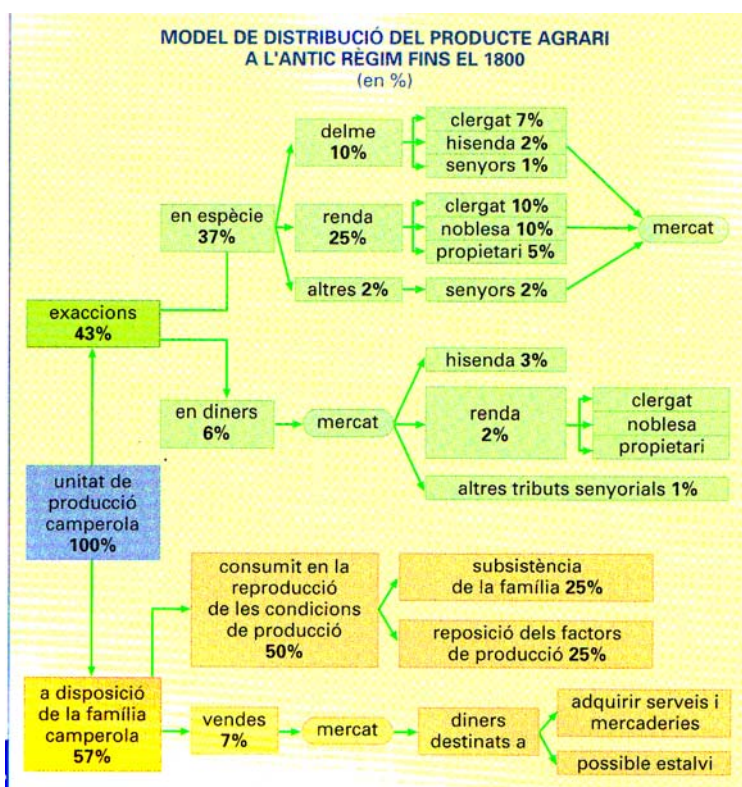 MODEL DE DISTRIBUCIÓ DEL PRODUCTE AGRARI
A L'ANTIC RÈGIM FINS EL 1800
(en %)
delme
10%
clergat 7%
hisenda 2%
senyors 1%
en espècie
37%
renda
25%
clergat 10%
noblesa 10%
propietari 5%
mercat
altres 2%
senyors 2%
exaccions
43%
en diners
6%
mercat
hisenda 3%
renda
2%
clergat
noblesa
propietari
altres tributs senyorials 1%
unitat de
producció
camperola
100%
consumit en la
reproducció
de les condicions
de producció
50%
subsistència
de la família 25%
reposició dels factors
de producció 25%
a disposició
de la família
camperola
57%
vendes
7%
mercat
diners
destinats a
adquirir serveis i
mercaderies
possible estalvi